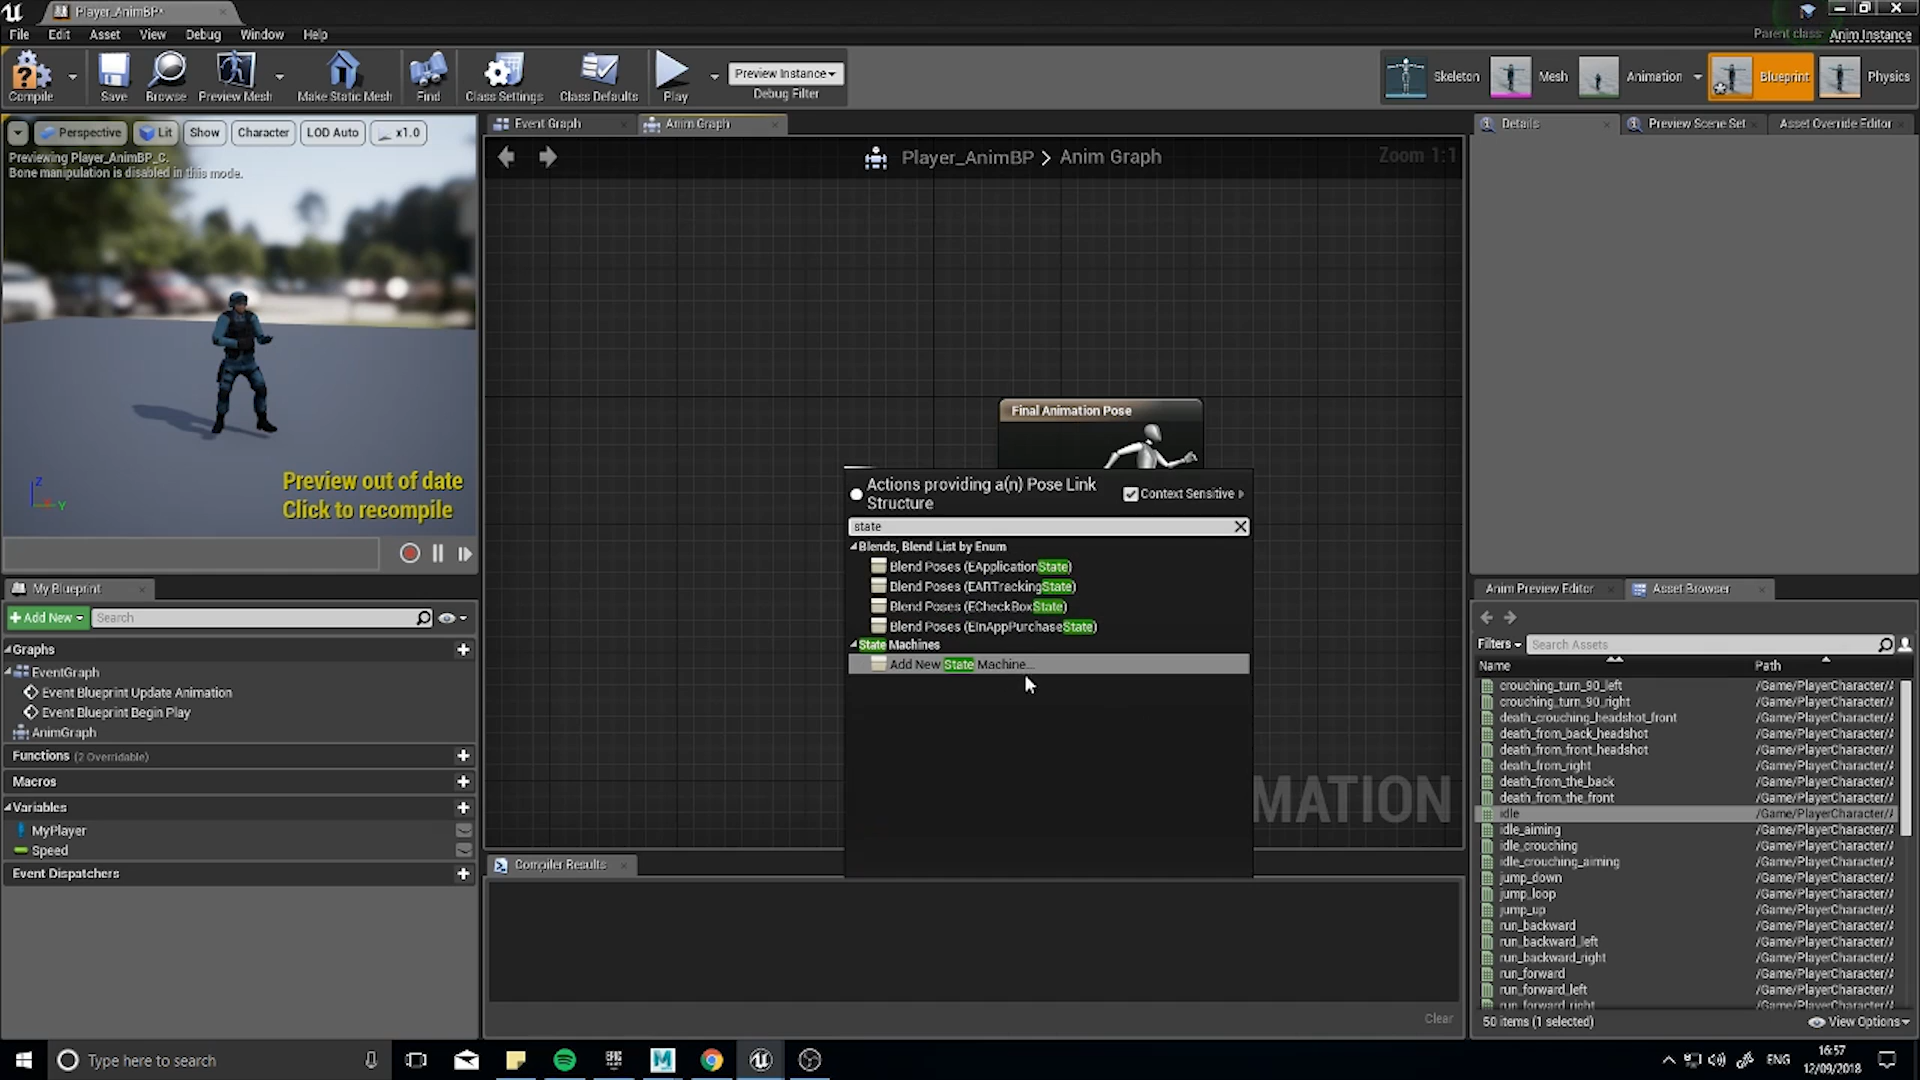 Player_AnimBP*
File Edit Asset View Debug Window Help
Parent class: Anim Instance
Compile Save Browse Preview Mesh Make Static Mesh Find Class Settings Class Defaults Play
Preview Instance
Debug Filter
Skeleton Mesh Animation Blueprint Physics
Perspective Lit Show Character LOD Auto x1.0
Previewing Player_AnimBP_C.
Bone manipulation is disabled in this mode.
Preview out of date
Click to recompile
Z
Y
Event Graph Anim Graph
Player_AnimBP > Anim Graph
Zoom 1:1
Final Animation Pose
Actions providing a(n) Pose Link
Structure
Context Sensitive
state
Blends, Blend List by Enum
Blend Poses (EApplicationState)
Blend Poses (EARTrackingState)
Blend Poses (ECheckBoxState)
Blend Poses (EInAppPurchaseState)
State Machines
Add New State Machine...
MATION
Compiler Results
Clear
My Blueprint
Add New Search
Graphs
EventGraph
Event Blueprint Update Animation
Event Blueprint Begin Play
AnimGraph
Functions (2 Overridable)
Macros
Variables
MyPlayer
Speed
Event Dispatchers
Details Preview Scene Set Asset Override Editor
Anim Preview Editor Asset Browser
Filters Search Assets
Name Path
crouching_turn_90_left /Game/PlayerCharacter/
crouching_turn_90_right /Game/PlayerCharacter/
death_crouching_headshot_front /Game/PlayerCharacter/
death_from_back_headshot /Game/PlayerCharacter/
death_from_front_headshot /Game/PlayerCharacter/
death_from_right /Game/PlayerCharacter/
death_from_the_back /Game/PlayerCharacter/
death_from_the_front /Game/PlayerCharacter/
idle /Game/PlayerCharacter/
idle_aiming /Game/PlayerCharacter/
idle_crouching /Game/PlayerCharacter/
idle_crouching_aiming /Game/PlayerCharacter/
jump_down /Game/PlayerCharacter/
jump_loop /Game/PlayerCharacter/
jump_up /Game/PlayerCharacter/
run_backward /Game/PlayerCharacter/
run_backward_left /Game/PlayerCharacter/
run_backward_right /Game/PlayerCharacter/
run_forward /Game/PlayerCharacter/
run_forward_left /Game/PlayerCharacter/
run_forward_right /Game/PlayerCharacter/
50 items (1 selected) View Options
Type here to search
ENG
16:57
12/09/2018